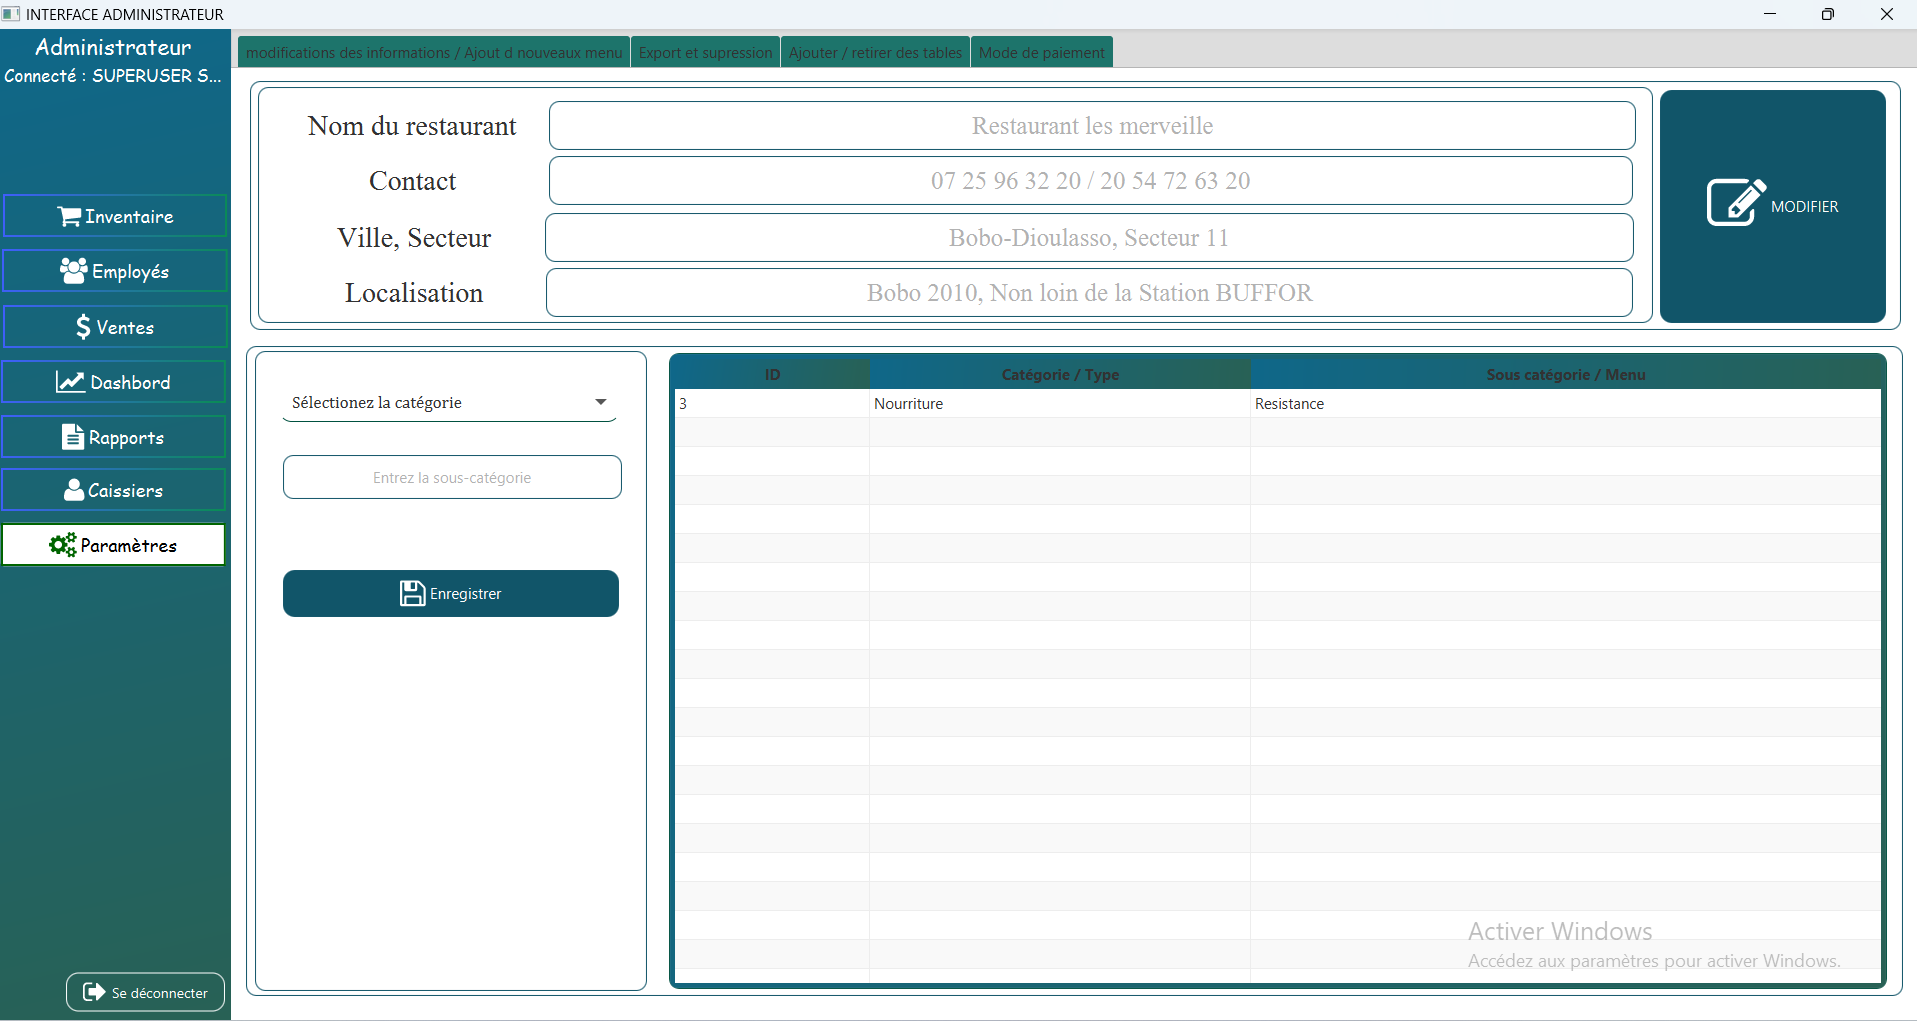 INTERFACE ADMINISTRATEUR
Administrateur
Connecté : SUPERUSER S...
Inventaire
Employés
Ventes
Dashbord
Rapports
Caissiers
Paramètres
Se déconnecter
modifications des informations / Ajout d nouveaux menu
Export et supression
Ajouter / retirer des tables
Mode de paiement
Nom du restaurant
Restaurant les merveille
Contact
07 25 96 32 20 / 20 54 72 63 20
Ville, Secteur
Bobo-Dioulasso, Secteur 11
Localisation
Bobo 2010, Non loin de la Station BUFFOR
MODIFIER
Sélectionez la catégorie
Entrez la sous-catégorie
Enregistrer
ID
Catégorie / Type
Sous catégorie / Menu
3
Nourriture
Resistance
Activer Windows
Accédez aux paramètres pour activer Windows.